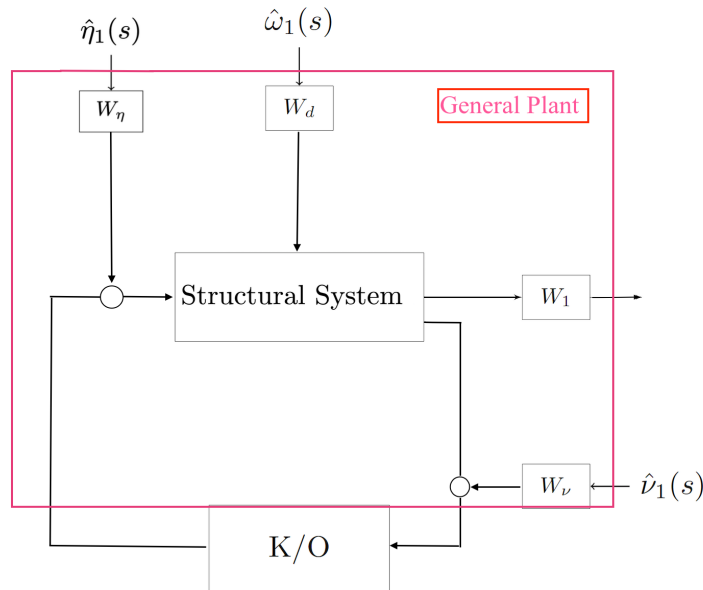 η̂₁(s)
ω̂₁(s)
W_η
W_d
General Plant
Structural System
W₁
W_ν
ν̂₁(s)
K/O